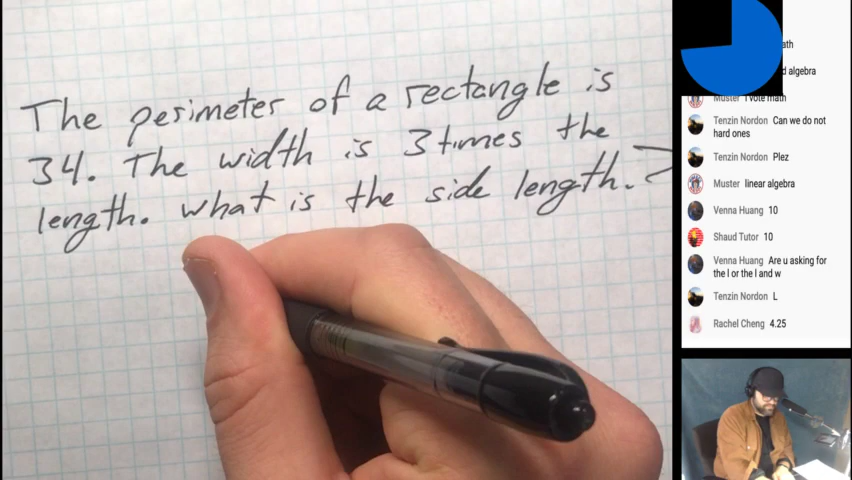 The perimeter of a rectangle is
34. The width is 3 times the
length. What is the side length.
ath
d algebra
Muster I vote math
Tenzin Nordon Can we do not
hard ones
Tenzin Nordon Plez
Muster linear algebra
Venna Huang 10
Shaud Tutor 10
Venna Huang Are u asking for
the l or the l and w
Tenzin Nordon L
Rachel Cheng 4.25